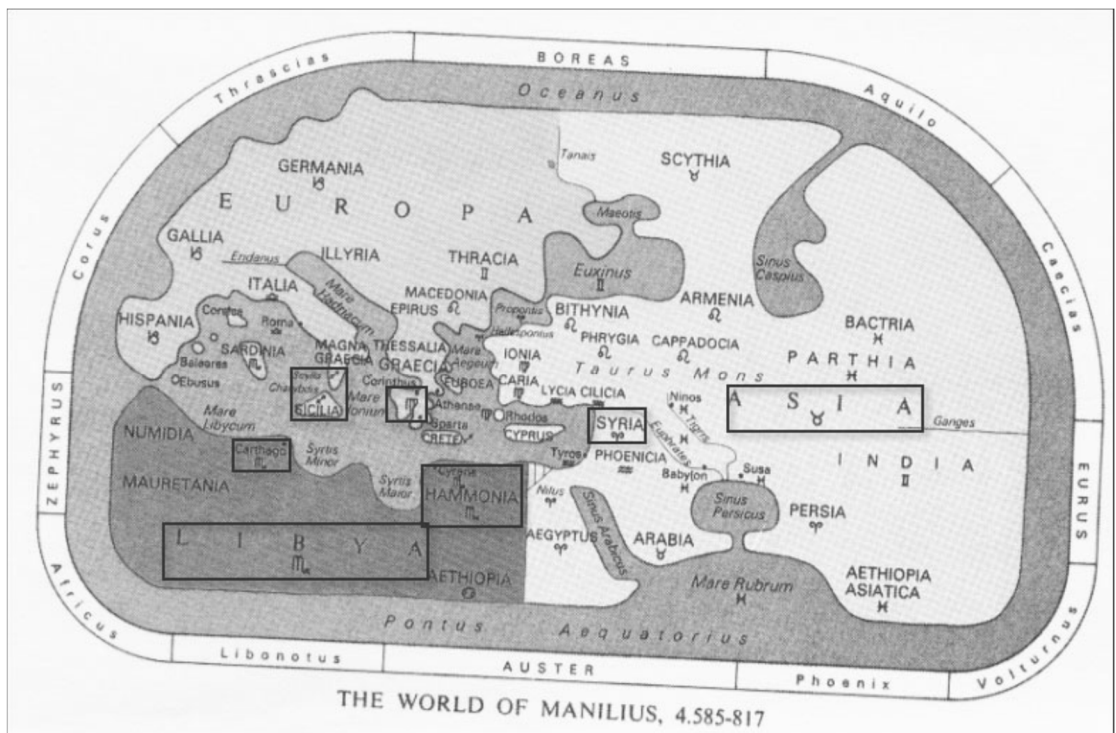 BOREAS
Thrascias
Aquilo
Oceanus
Tanais
SCYTHIA
GERMANIA
EUROPA
Maeotis
Corus
Caecias
GALLIA
Eridanus
ILLYRIA
THRACIA
Euxinus
Sinus Caspius
ITALIA
Mare Hadriacum
MACEDONIA
EPIRUS
Propontis
BITHYNIA
ARMENIA
Hellespontus
HISPANIA
Corsica
Roma
BACTRIA
SARDINIA
MAGNA GRAECIA
THESSALIA
GRAECIA
Mare Aegaeum
IONIA
PHRYGIA
CAPPADOCIA
PARTHIA
Baleares
Ebusus
Scylla
Charybdis
SICILIA
Mare Ionium
Corinthus
EUBOEA
CARIA
Taurus Mons
LYCIA CILICIA
Athenae
Sparta
Rhodos
CRETE
CYPRUS
SYRIA
Ninos
Tigris
Euphrates
ASIA
Ganges
ZEPHYRUS
Mare Libycum
NUMIDIA
Carthago
Syrtis Minor
Tyros
PHOENICIA
Babylon
Susa
INDIA
EURUS
MAURETANIA
Syrtis Maior
Cyrene
HAMMONIA
Nilus
Sinus Persicus
PERSIA
AEGYPTUS
Sinus Arabicus
ARABIA
LIBYA
AETHIOPIA
Mare Rubrum
AETHIOPIA
ASIATICA
Africus
Pontus Aequatorius
Libonotus
AUSTER
Phoenix
Volturnus
THE WORLD OF MANILIUS, 4.585-817